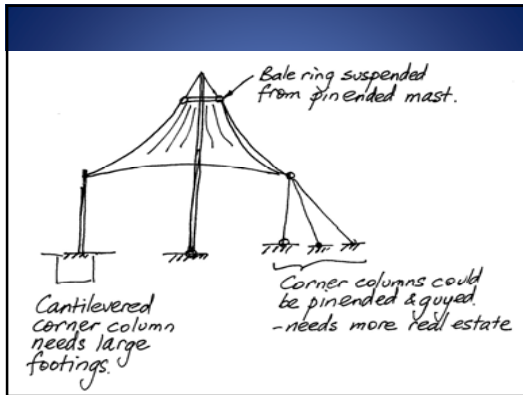 Bale ring suspended
from pinended mast.
Cantilevered
corner column
needs large
footings.
Corner columns could
be pinended & guyed.
-needs more real estate